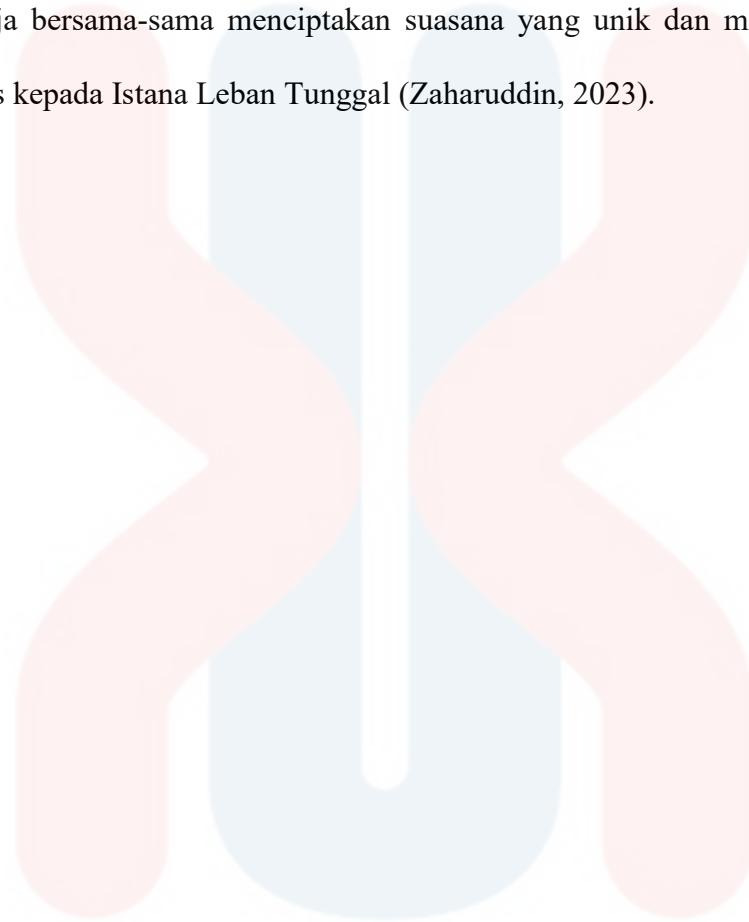 ja bersama-sama menciptakan suasana yang unik dan m
s kepada Istana Leban Tunggal (Zaharuddin, 2023).